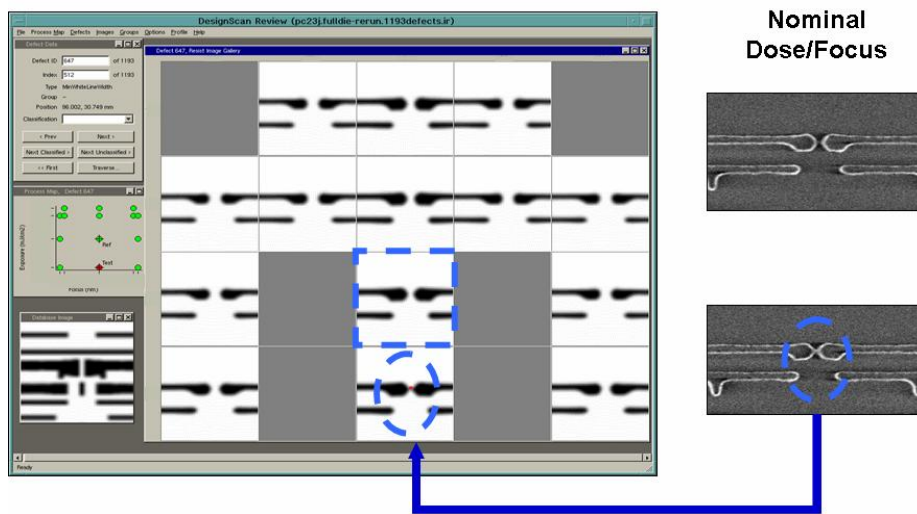 DesignScan Review (pc23j.fulldie-rerun.1193defects.ir)
File Process Map Defects Images Groups Options Profile Help
Defect Data
Defect ID 647 of 1193
Index 512 of 1193
Type MinWhiteLineWidth
Group --
Position 98.002, 30.749 mm
Classification
< Prev Next >
Next Classified > Next Unclassified >
<< First Traverse...
Process Map, Defect 647
Exposure
Ref
Test
Focus (nm)
Database Image
Defect 647, Resist Image Gallery
Ready
Nominal
Dose/Focus